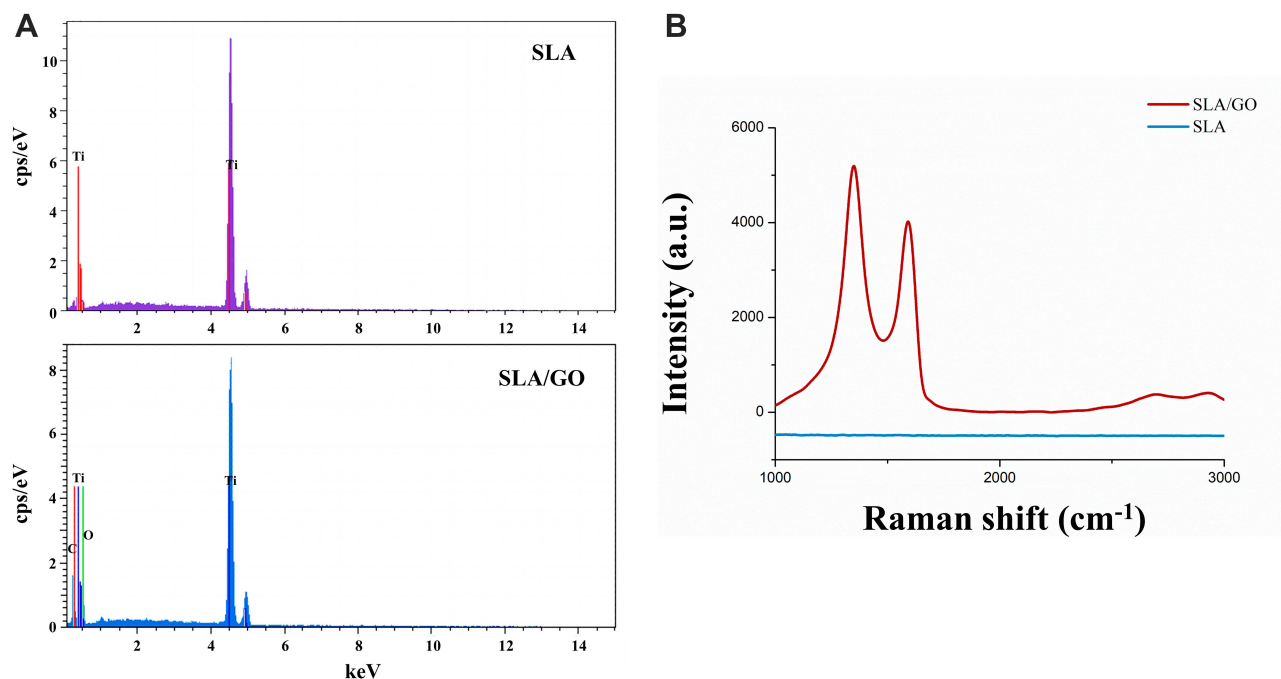 A
SLA
cps/eV
10
8
6
4
2
0
Ti
Ti
2 4 6 8 10 12 14
SLA/GO
cps/eV
8
6
4
2
0
Ti
C
O
Ti
2 4 6 8 10 12 14
keV
B
SLA/GO
SLA
Intensity (a.u.)
6000
4000
2000
0
1000 2000 3000
Raman shift (cm⁻¹)